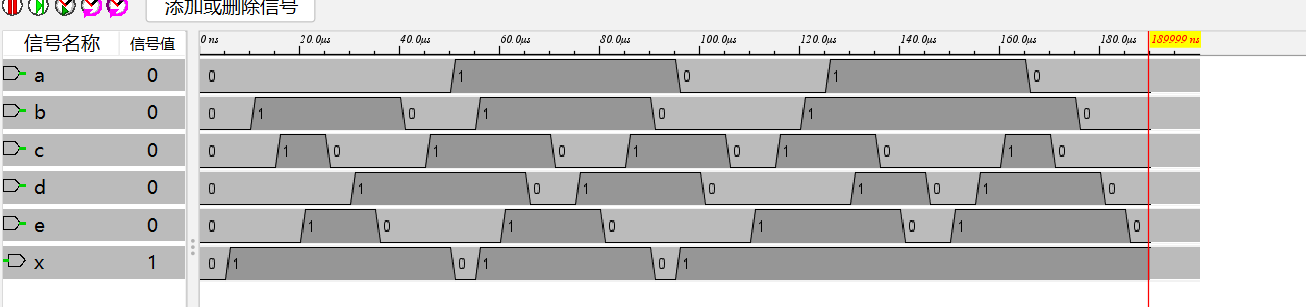 添加或删除信号
信号名称 信号值 0 ns 20.0µs 40.0µs 60.0µs 80.0µs 100.0µs 120.0µs 140.0µs 160.0µs 180.0µs 189999 ns
a 0 0 1 0 1 0
b 0 0 1 0 1 0 1 0
c 0 0 1 0 1 0 1 0 1 0 1 0
d 0 0 1 0 1 0 1 0 1 0
e 0 0 1 0 1 0 1 0 1 0
x 1 0 1 0 1 0 1